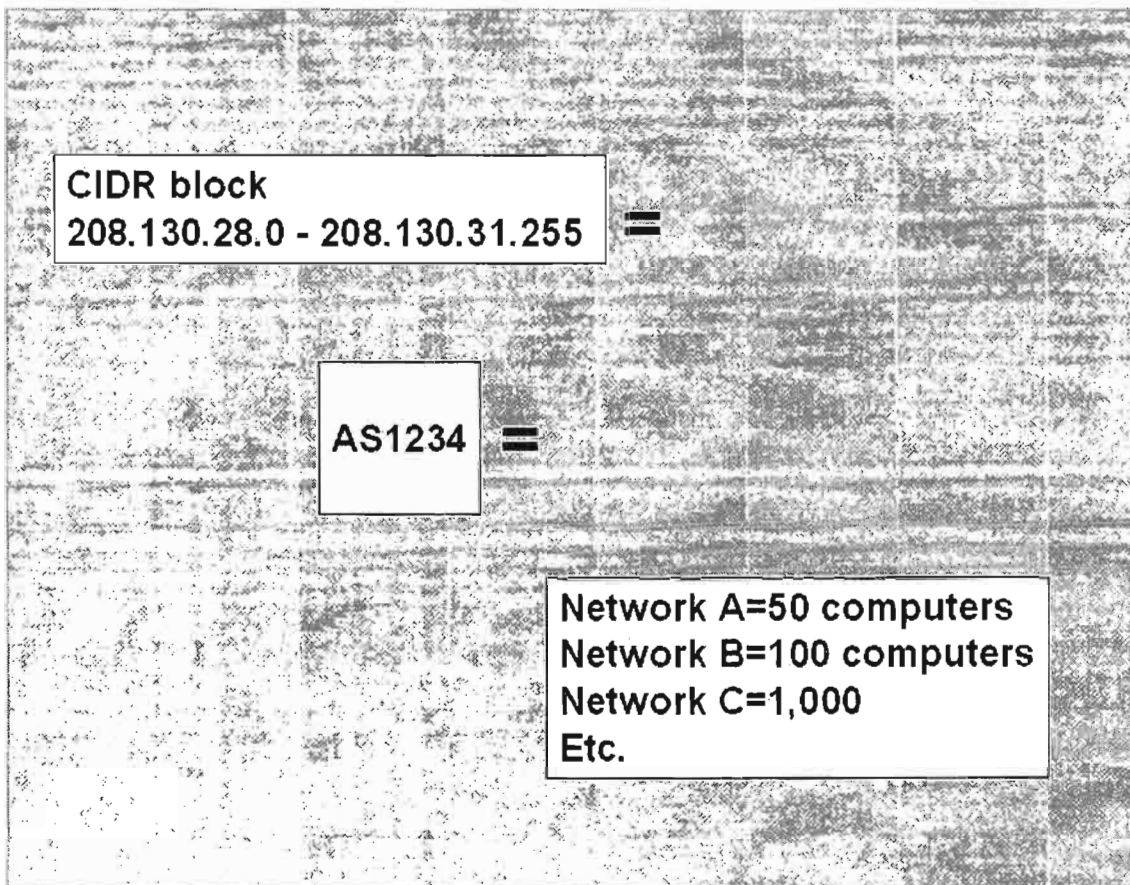 CIDR block
208.130.28.0 - 208.130.31.255 =
AS1234 =
Network A=50 computers
Network B=100 computers
Network C=1,000
Etc.